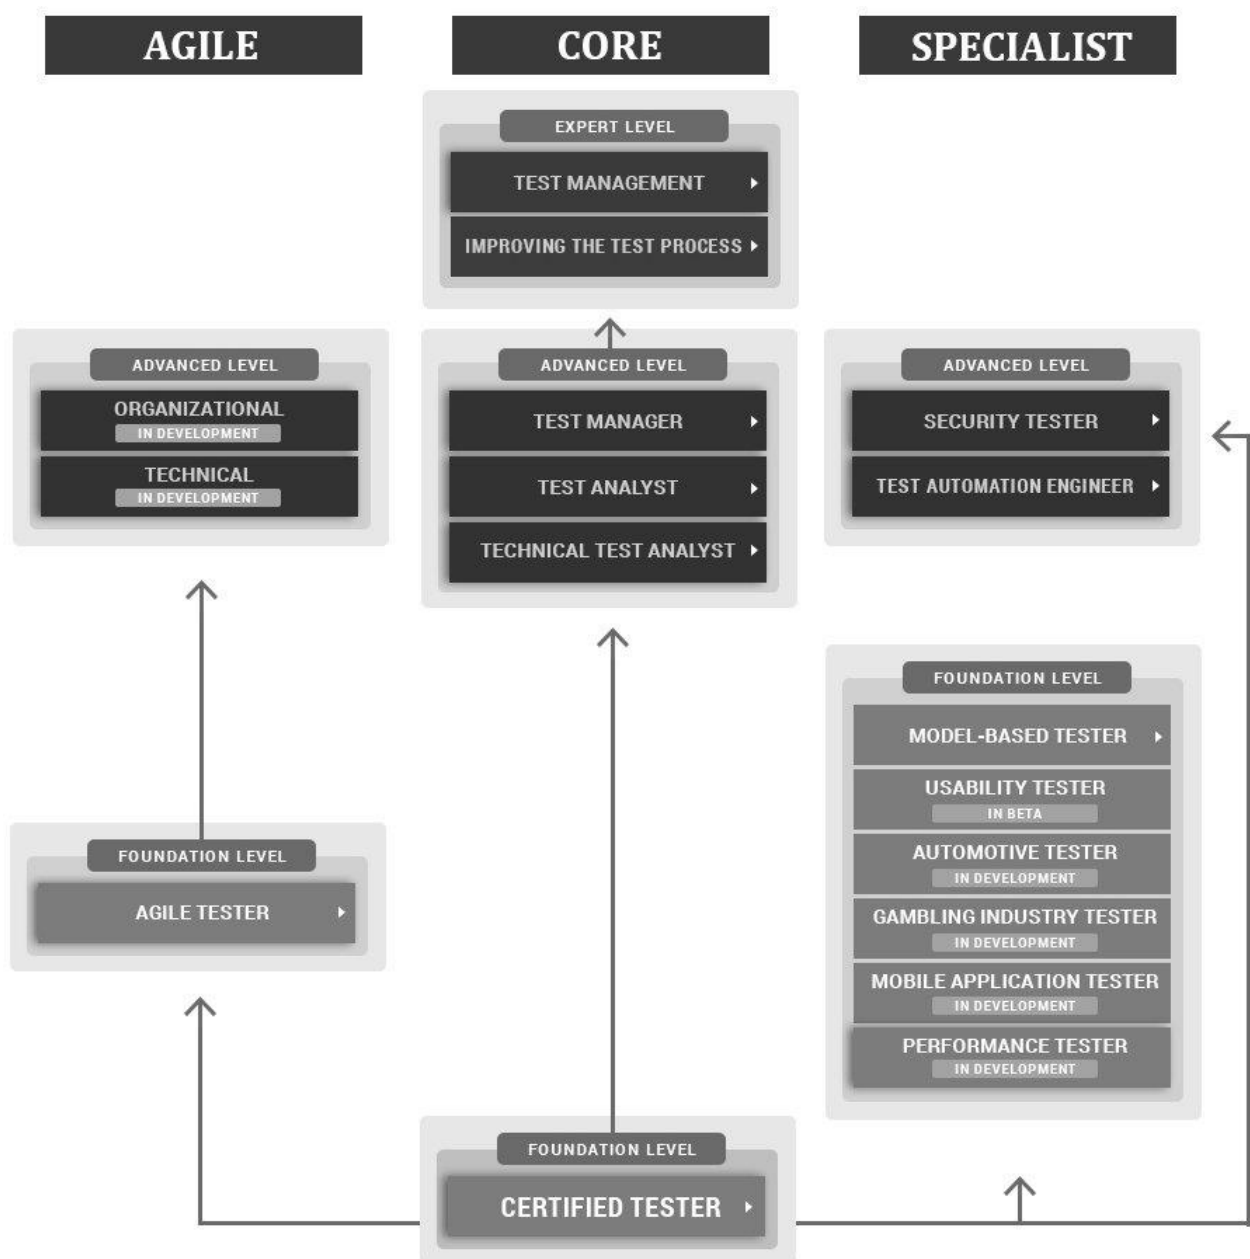 AGILE
CORE
SPECIALIST
EXPERT LEVEL
TEST MANAGEMENT
IMPROVING THE TEST PROCESS
ADVANCED LEVEL
ORGANIZATIONAL
IN DEVELOPMENT
TECHNICAL
IN DEVELOPMENT
ADVANCED LEVEL
TEST MANAGER
TEST ANALYST
TECHNICAL TEST ANALYST
ADVANCED LEVEL
SECURITY TESTER
TEST AUTOMATION ENGINEER
FOUNDATION LEVEL
AGILE TESTER
FOUNDATION LEVEL
MODEL-BASED TESTER
USABILITY TESTER
IN BETA
AUTOMOTIVE TESTER
IN DEVELOPMENT
GAMBLING INDUSTRY TESTER
IN DEVELOPMENT
MOBILE APPLICATION TESTER
IN DEVELOPMENT
PERFORMANCE TESTER
IN DEVELOPMENT
FOUNDATION LEVEL
CERTIFIED TESTER